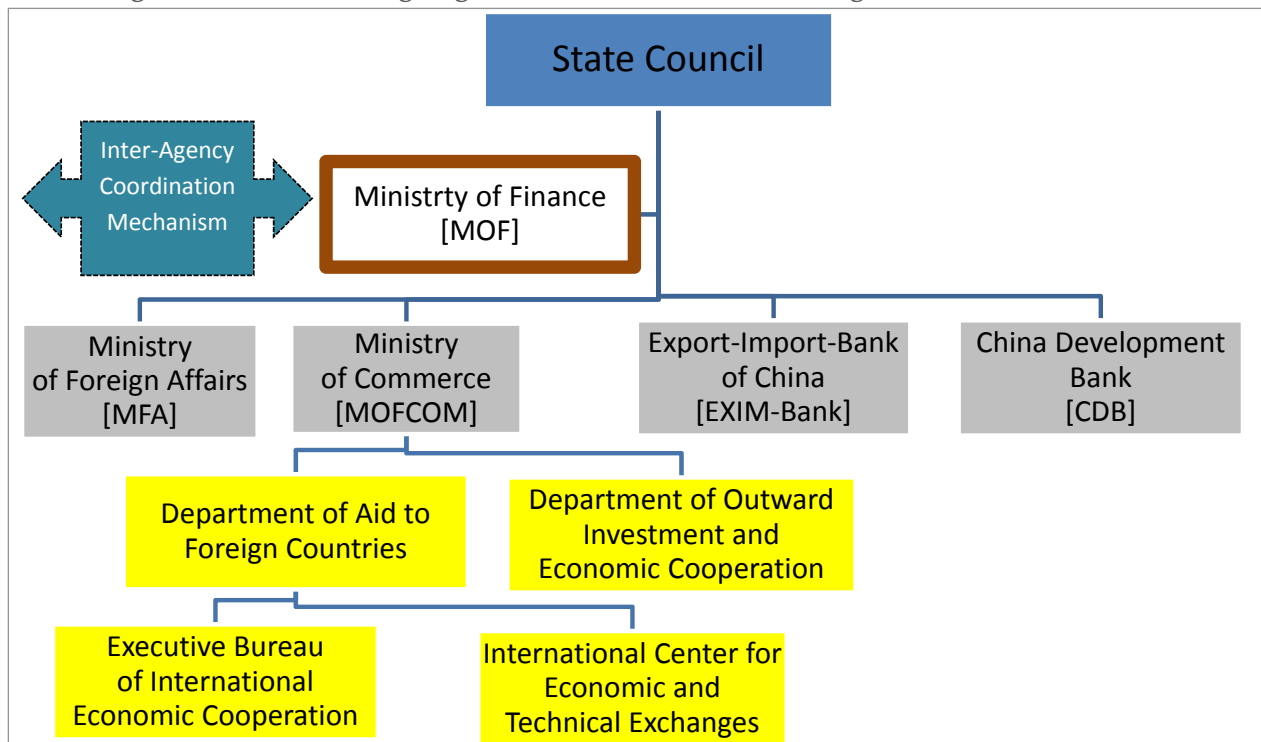 State Council
Inter-Agency
Coordination
Mechanism
Ministrty of Finance
[MOF]
Ministry
of Foreign Affairs
[MFA]
Ministry
of Commerce
[MOFCOM]
Export-Import-Bank
of China
[EXIM-Bank]
China Development
Bank
[CDB]
Department of Aid to
Foreign Countries
Department of Outward
Investment and
Economic Cooperation
Executive Bureau
of International
Economic Cooperation
International Center for
Economic and
Technical Exchanges